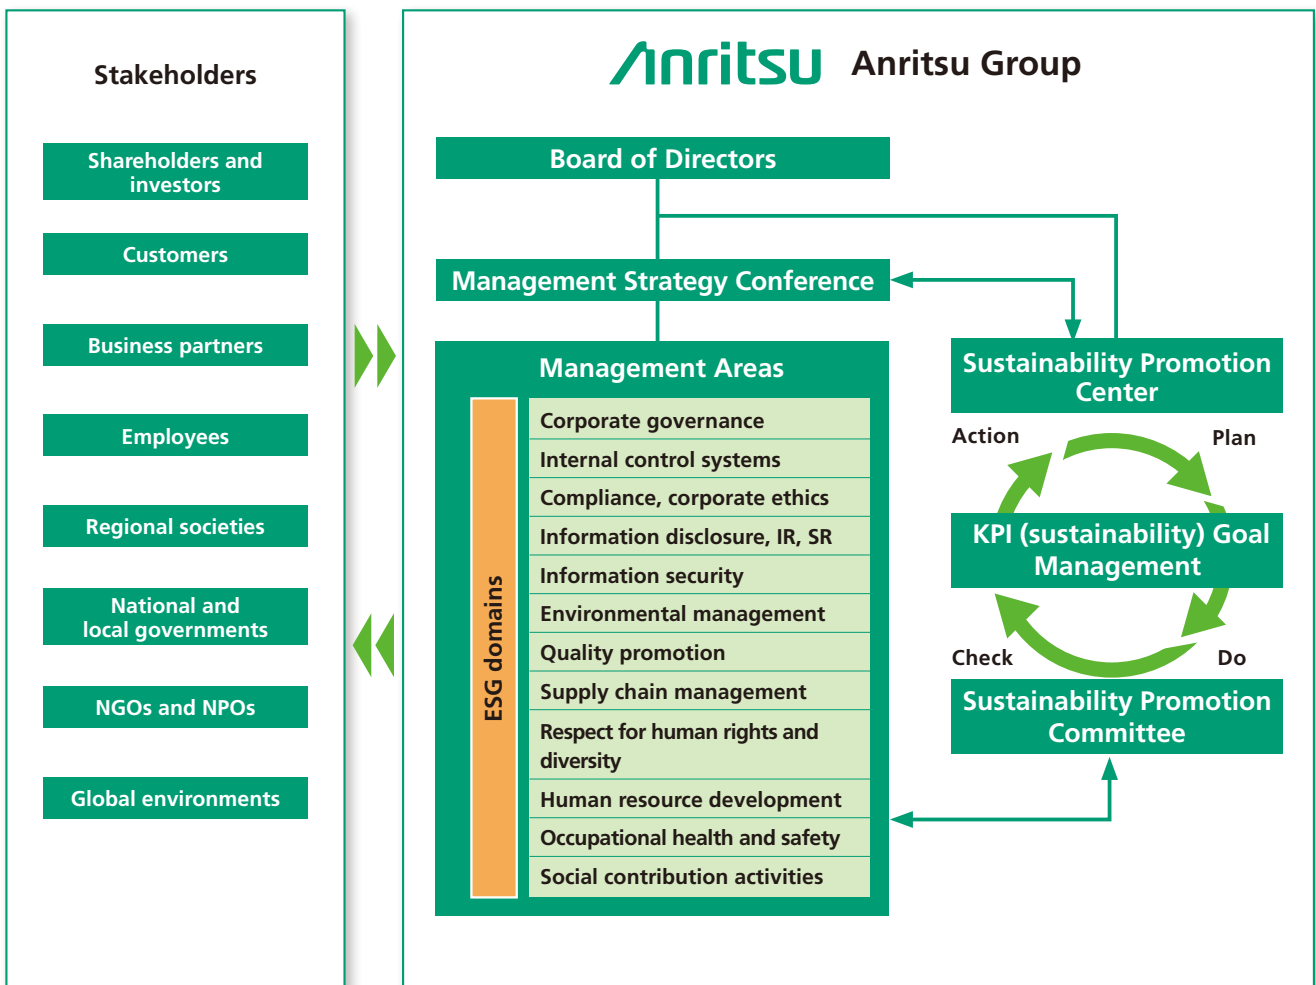 Stakeholders
Shareholders and
investors
Customers
Business partners
Employees
Regional societies
National and
local governments
NGOs and NPOs
Global environments
Anritsu Anritsu Group
Board of Directors
Management Strategy Conference
Management Areas
ESG domains
Corporate governance
Internal control systems
Compliance, corporate ethics
Information disclosure, IR, SR
Information security
Environmental management
Quality promotion
Supply chain management
Respect for human rights and
diversity
Human resource development
Occupational health and safety
Social contribution activities
Sustainability Promotion
Center
Action
Plan
KPI (sustainability) Goal
Management
Check
Do
Sustainability Promotion
Committee